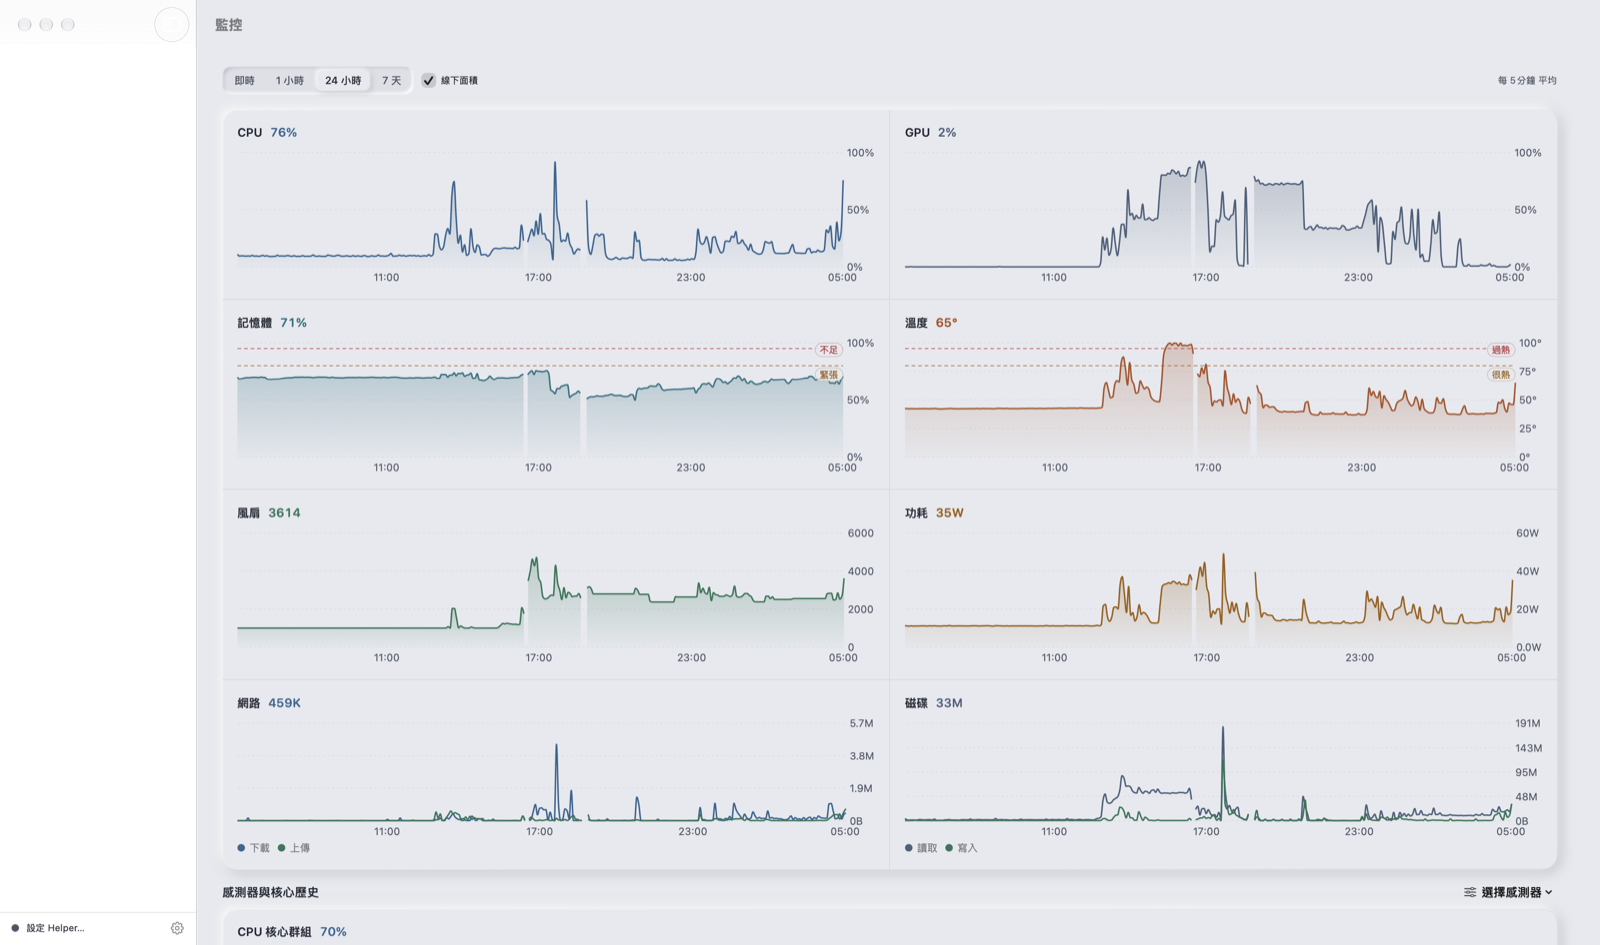 監控
即時 1 小時 24 小時 7 天 線下面積 每 5 分鐘 平均
CPU 76%
100%
50%
0%
11:00 17:00 23:00 05:00
GPU 2%
100%
50%
0%
11:00 17:00 23:00 05:00
記憶體 71%
不足 100%
緊張
50%
0%
11:00 17:00 23:00 05:00
溫度 65°
過熱 100°
很熱 75°
50°
25°
0°
11:00 17:00 23:00 05:00
風扇 3614
6000
4000
2000
0
11:00 17:00 23:00 05:00
功耗 35W
60W
40W
20W
0.0W
11:00 17:00 23:00 05:00
網路 459K
5.7M
3.8M
1.9M
0B
11:00 17:00 23:00 05:00
下載 上傳
磁碟 33M
191M
143M
95M
48M
0B
11:00 17:00 23:00 05:00
讀取 寫入
感測器與核心歷史 選擇感測器
CPU 核心群組 70%
設定 Helper...